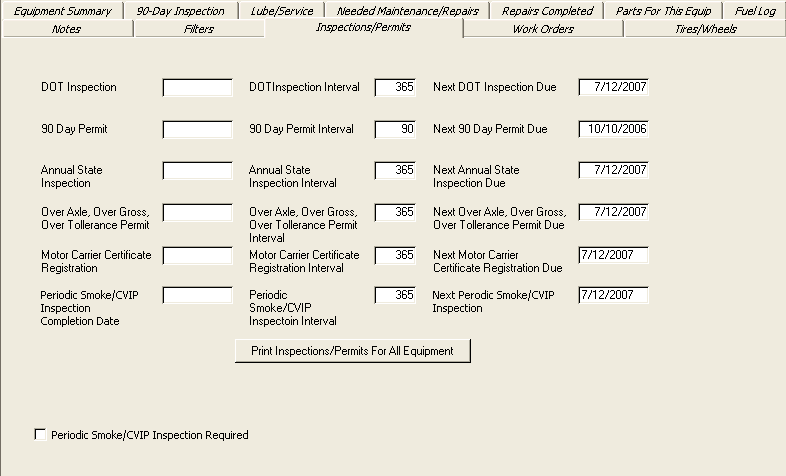 Equipment Summary 90-Day Inspection Lube/Service Needed Maintenance/Repairs Repairs Completed Parts For This Equip Fuel Log
Notes Filters Inspections/Permits Work Orders Tires/Wheels
DOT Inspection DOTInspection Interval 365 Next DOT Inspection Due 7/12/2007
90 Day Permit 90 Day Permit Interval 90 Next 90 Day Permit Due 10/10/2006
Annual State Annual State 365 Next Annual State 7/12/2007
Inspection Inspection Interval Inspection Due
Over Axle, Over Gross, Over Axle, Over Gross, 365 Next Over Axle, Over Gross, 7/12/2007
Over Tollerance Permit Over Tollerance Permit Over Tollerance Permit Due
Interval
Motor Carrier Certificate Motor Carrier Certificate 365 Next Motor Carrier 7/12/2007
Registration Registration Interval Certificate Registration Due
Periodic Smoke/CVIP Periodic 365 Next Periodic Smoke/CVIP 7/12/2007
Inspection Smoke/CVIP Inspection
Completion Date Inspectoin Interval
Print Inspections/Permits For All Equipment
Periodic Smoke/CVIP Inspection Required